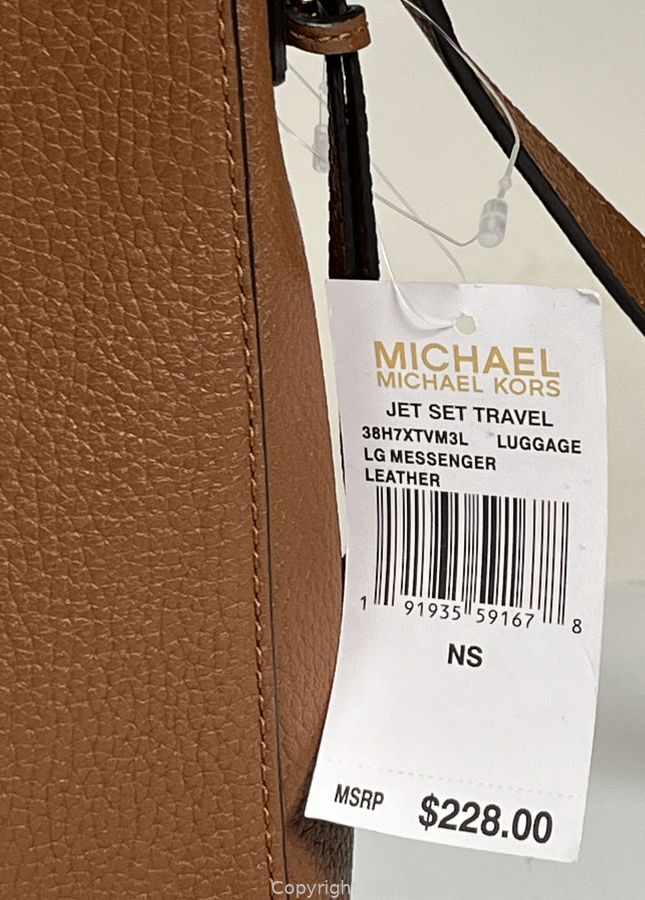 MICHAEL
MICHAEL KORS
JET SET TRAVEL
38H7XTVM3L LUGGAGE
LG MESSENGER
LEATHER
1 91935 59167 8
NS
MSRP $228.00
Copyright